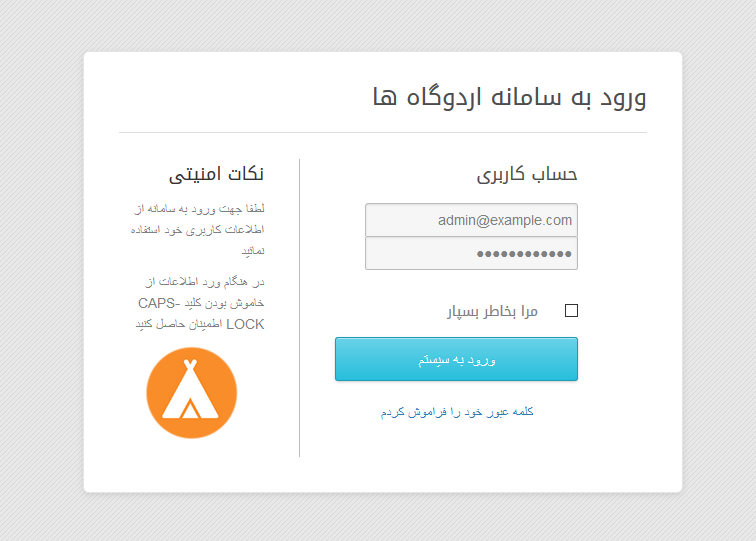 ورود به سامانه اردوگاه ها
حساب کاربری
admin@example.com
••••••••••••
مرا بخاطر بسپار
ورود به سیستم
کلمه عبور خود را فراموش کردم
نکات امنیتی
لطفا جهت ورود به سامانه از
اطلاعات کاربری خود استفاده
نمائید
در هنگام ورد اطلاعات از
خاموش بودن کلید CAPS-
LOCK اطمینان حاصل کنید